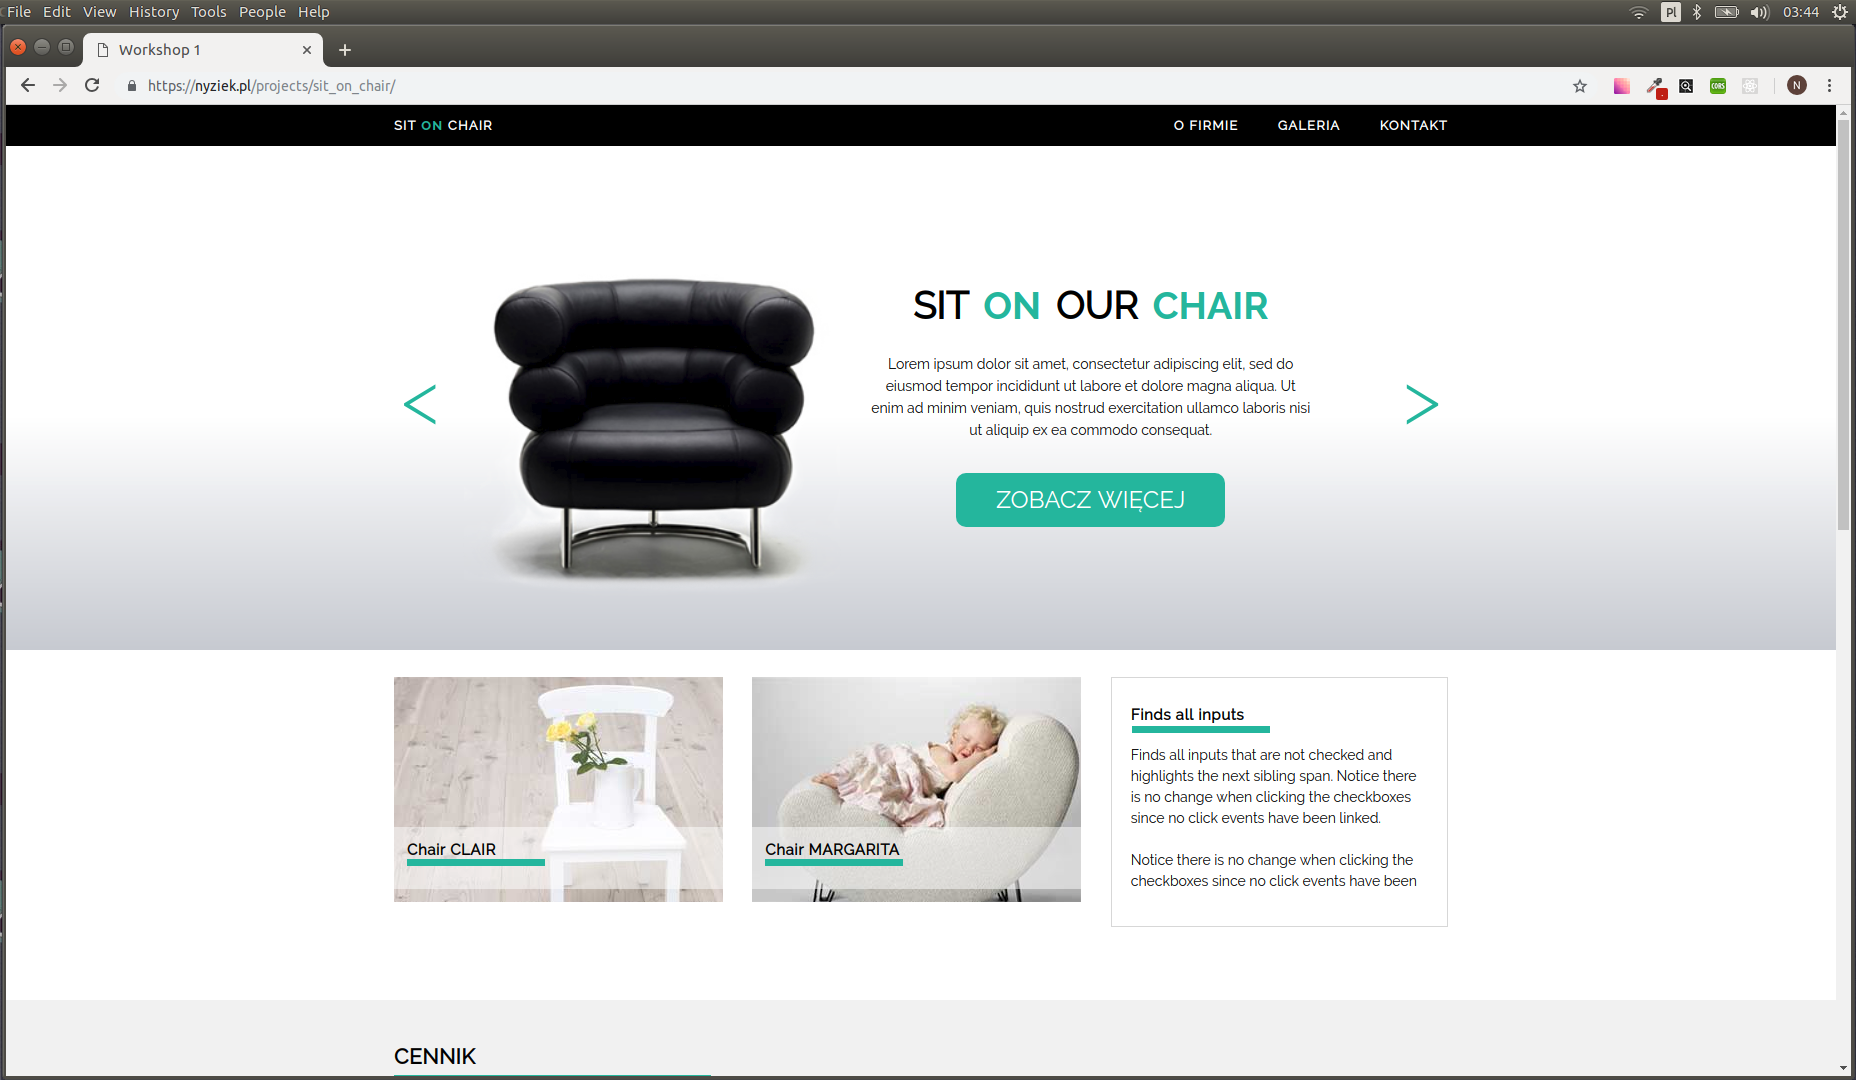 File Edit View History Tools People Help
Pl
03:44
Workshop 1
https://nyziek.pl/projects/sit_on_chair/
CORS
N
SIT ON CHAIR
O FIRMIE GALERIA KONTAKT
SIT ON OUR CHAIR
Lorem ipsum dolor sit amet, consectetur adipiscing elit, sed do
eiusmod tempor incididunt ut labore et dolore magna aliqua. Ut
enim ad minim veniam, quis nostrud exercitation ullamco laboris nisi
ut aliquip ex ea commodo consequat.
ZOBACZ WIĘCEJ
Chair CLAIR
Chair MARGARITA
Finds all inputs
Finds all inputs that are not checked and
highlights the next sibling span. Notice there
is no change when clicking the checkboxes
since no click events have been linked.
Notice there is no change when clicking the
checkboxes since no click events have been
CENNIK